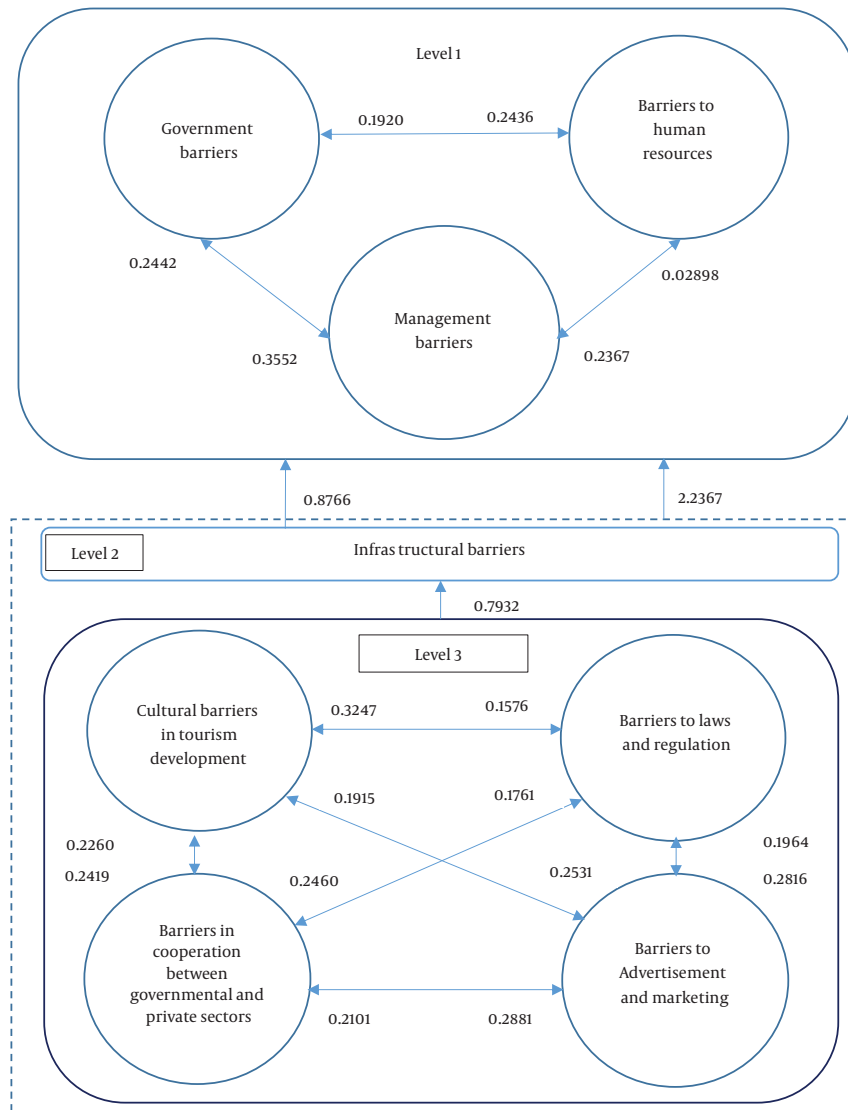 Level 1
Government
barriers
0.1920
0.2436
Barriers to
human
resources
0.2442
0.02898
Management
barriers
0.3552
0.2367
0.8766
2.2367
Level 2
Infras tructural barriers
0.7932
Level 3
Cultural barriers
in tourism
development
0.3247
0.1576
Barriers to laws
and regulation
0.1915
0.1761
0.2260
0.2419
0.2460
0.2531
0.1964
0.2816
Barriers in
cooperation
between
governmental and
private sectors
0.2101
0.2881
Barriers to
Advertisement
and marketing